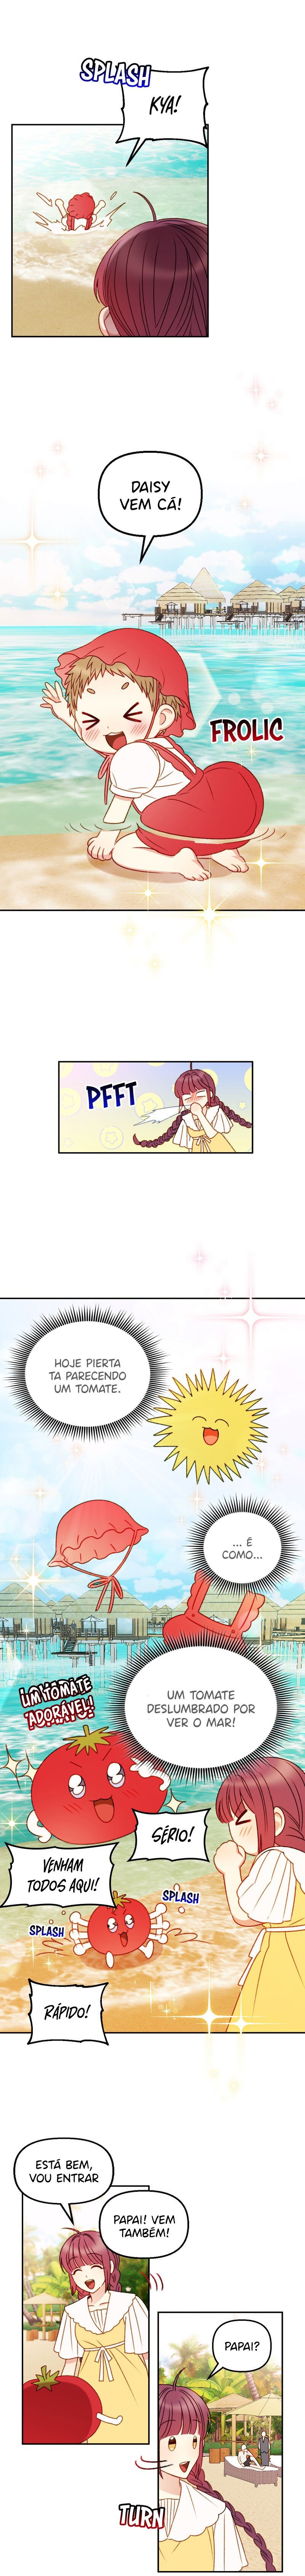 SPLASH
KYA!
DAISY
VEM CÁ!
FROLIC
PFFT
HOJE PIERTA
TA PARECENDO
UM TOMATE.
... É
COMO...
UM TOMATE
DESLUMBRADO POR
VER O MAR!
UM TOMATE
ADORÁVEL!
SÉRIO!
VENHAM
TODOS AQUI!
SPLASH
SPLASH
RÁPIDO!
ESTÁ BEM,
VOU ENTRAR
PAPAI! VEM
TAMBÉM!
PAPAI?
TURN